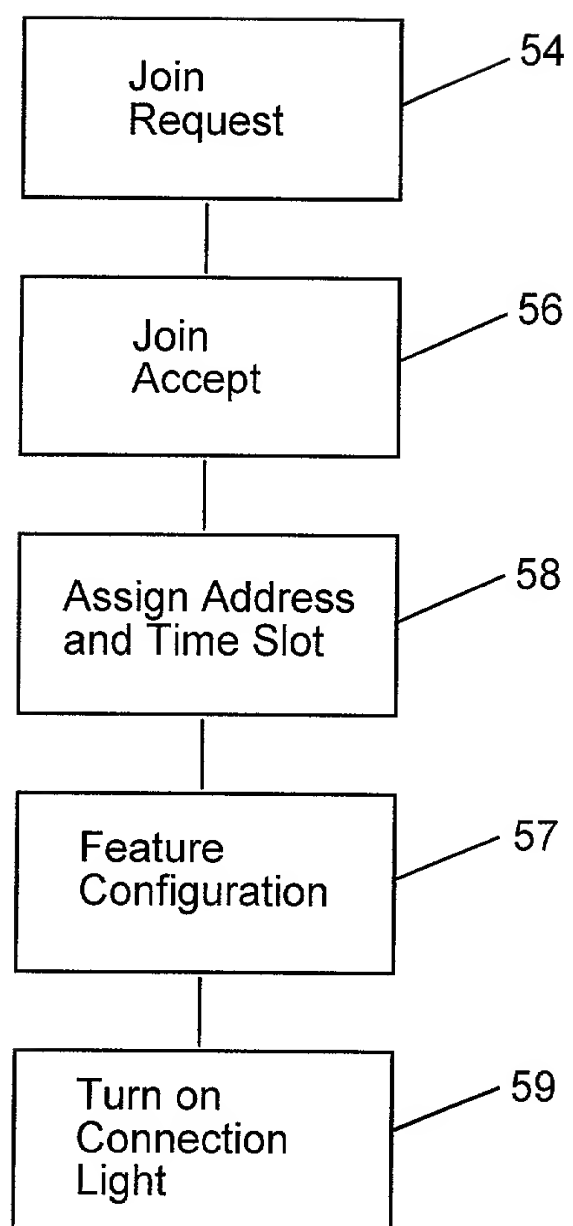 Join
Request
54
Join
Accept
56
Assign Address
and Time Slot
58
Feature
Configuration
57
Turn on
Connection
Light
59